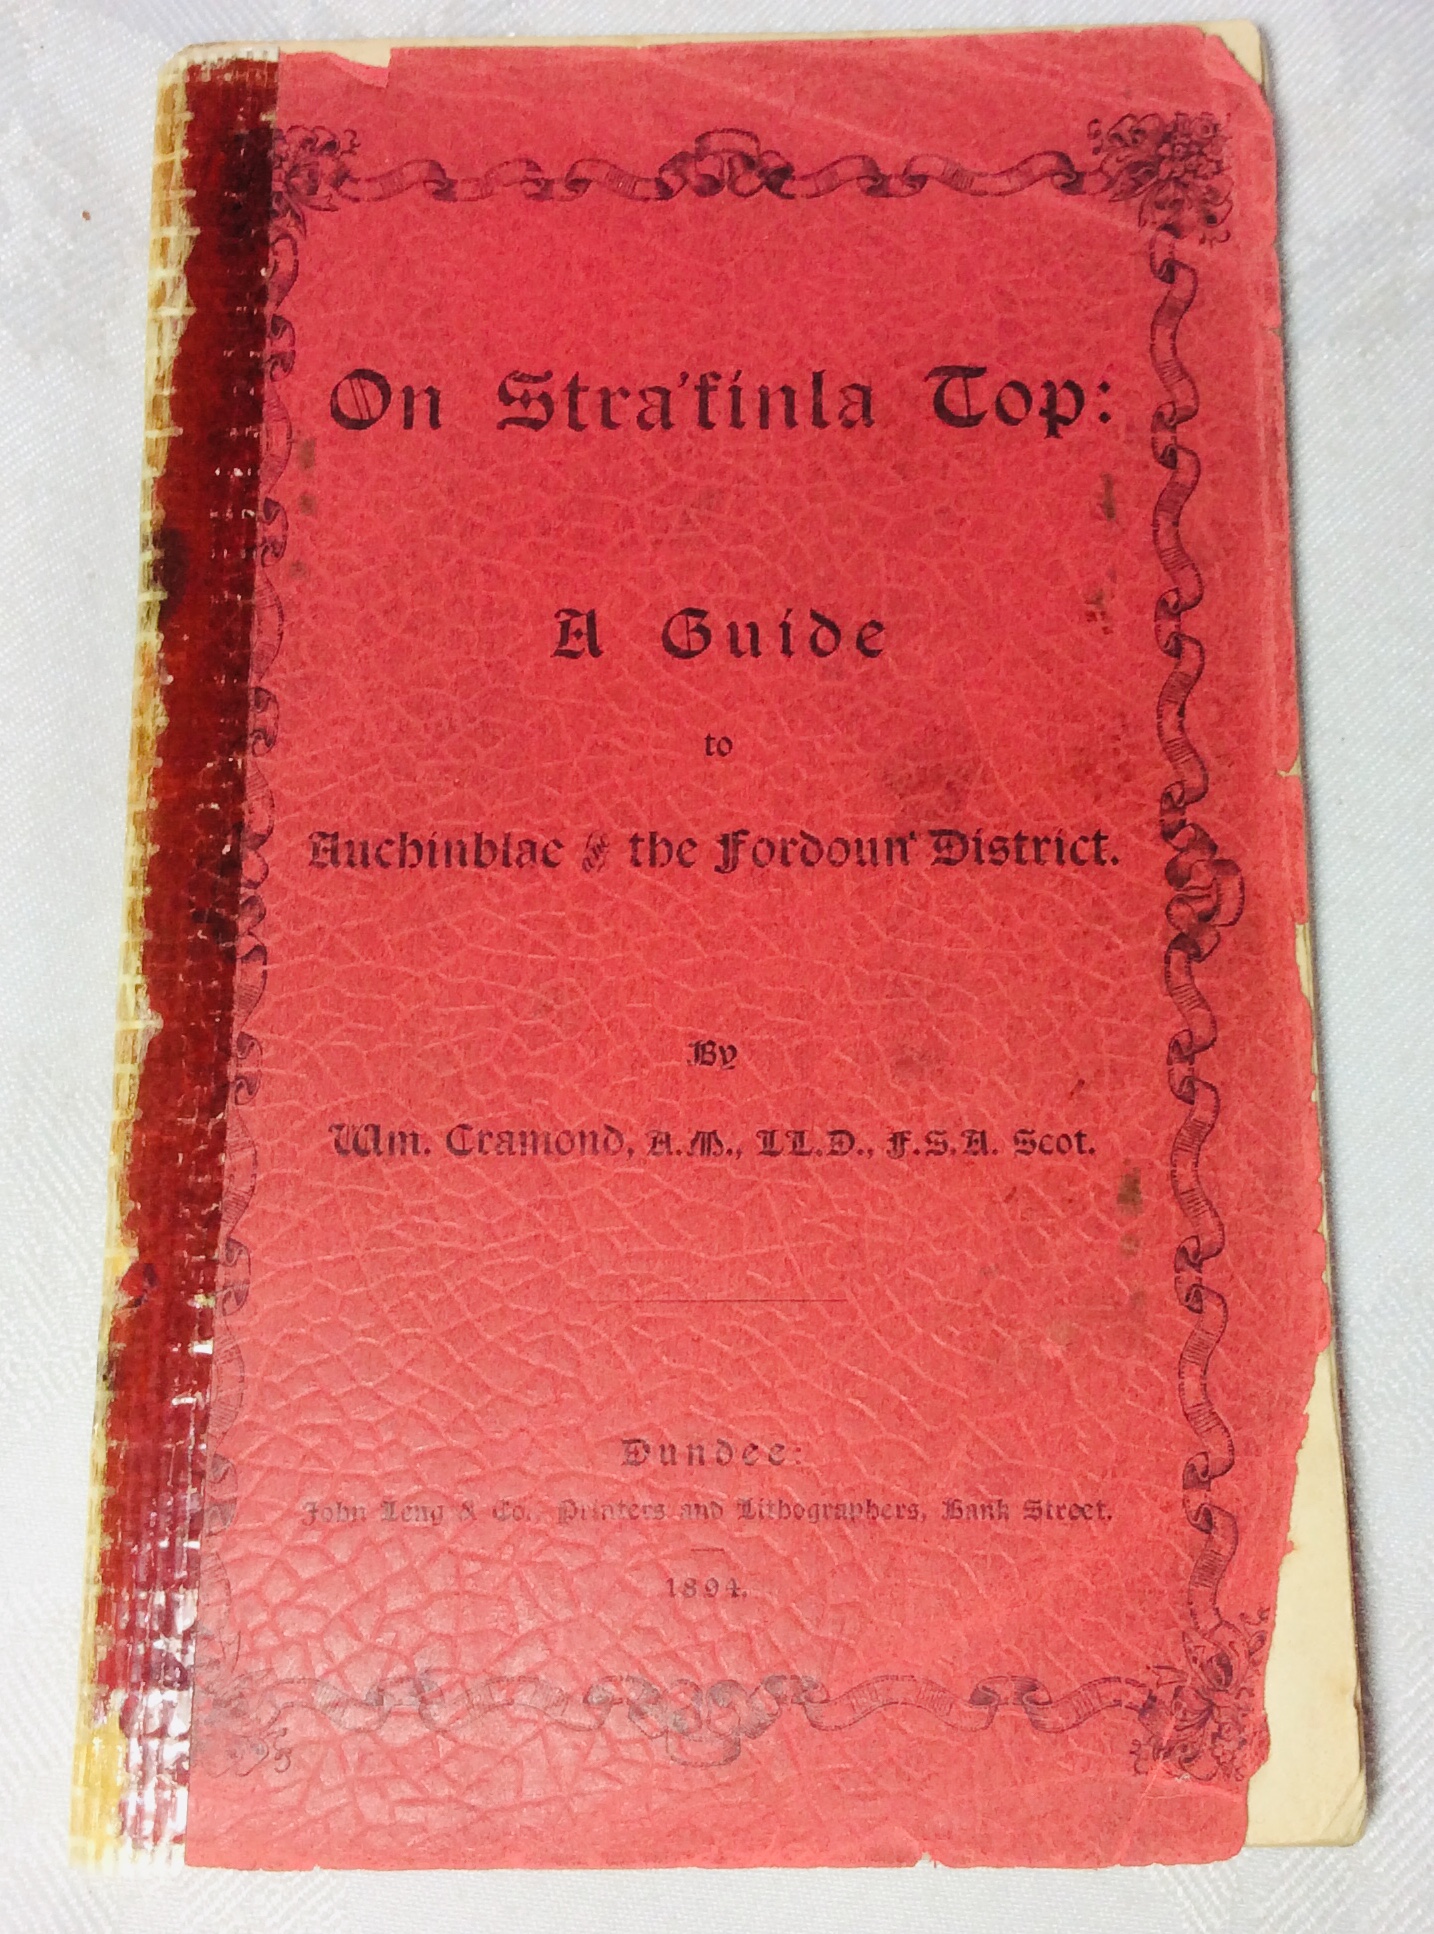 On Stra'finla Top:
A Guide
to
Auchinblae & the Fordoun District.
By
Wm. Cramond, A.M., LL.D., F.S.A. Scot.
Dundee:
John Leng & Co., Printers and Lithographers, Bank Street.
1894.